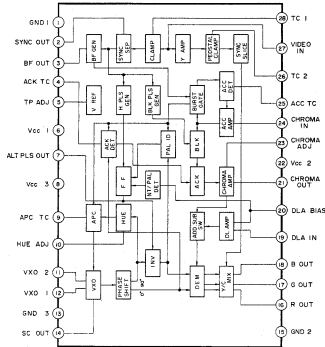 GND 1 1
SYNC OUT 2
BF OUT 3
ACK TC 4
TP ADJ 5
Vcc 1 6
ALT PLS OUT 7
Vcc 3 8
APC TC 9
HUE ADJ 10
VXO 2 11
VXO 1 12
GND 3 13
SC OUT 14
BF GEN
SYNC SEP
CLAMP
Y AMP
PEDESTAL CLAMP
SYNC SLICE
V REF
H. PLS GEN
BLK PLS GEN
BURST GATE
ACC DET
ACC AMP
ACK DET
PAL ID
BLK
F F
NT/PAL DET
ACK
CHROMA AMP
APC
HUE
ADD SUB SW
DL AMP
INV
VXO
PHASE SHIFT
90°
0°
DEM
Y/C MIX
28 TC 1
27 VIDEO IN
26 TC 2
25 ACC TC
24 CHROMA IN
23 CHROMA ADJ
22 Vcc 2
21 CHROMA OUT
20 DLA BIAS
19 DLA IN
18 B OUT
17 G OUT
16 R OUT
15 GND 2